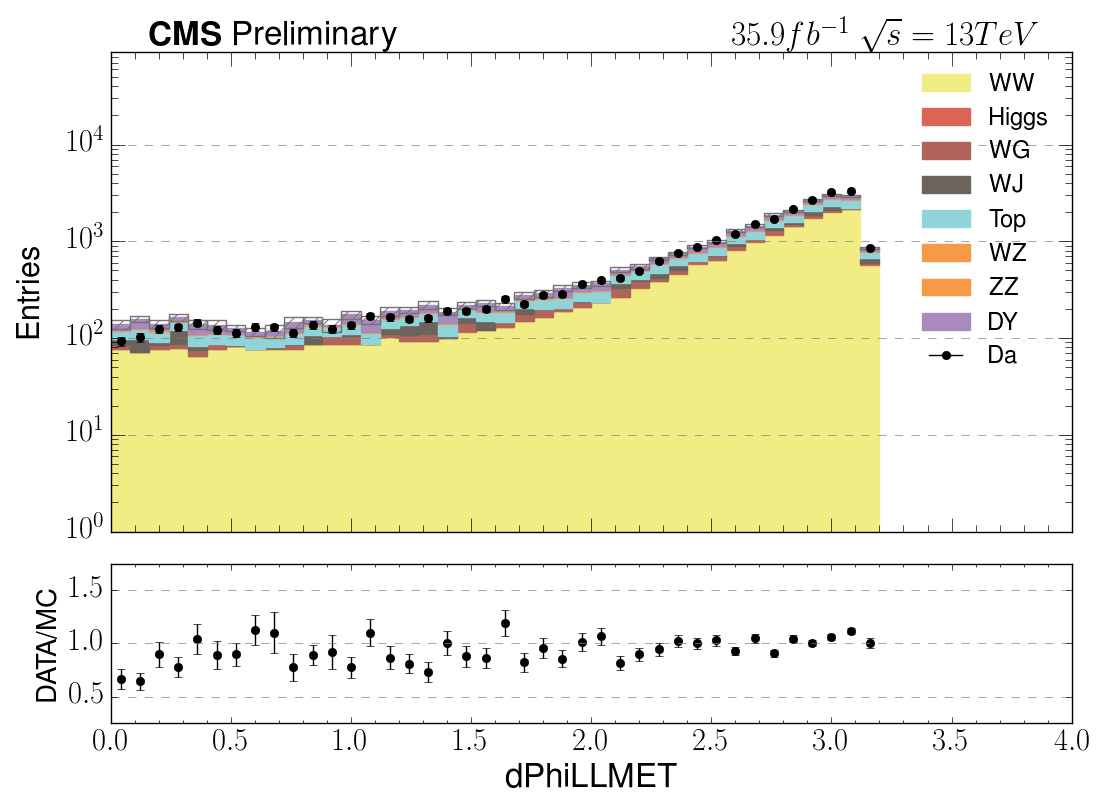 CMS Preliminary 35.9fb⁻¹ √s = 13TeV
Entries
10⁴
10³
10²
10¹
10⁰
WW
Higgs
WG
WJ
Top
WZ
ZZ
DY
Da
DATA/MC
1.5
1.0
0.5
0.0 0.5 1.0 1.5 2.0 2.5 3.0 3.5 4.0
dPhiLLMET